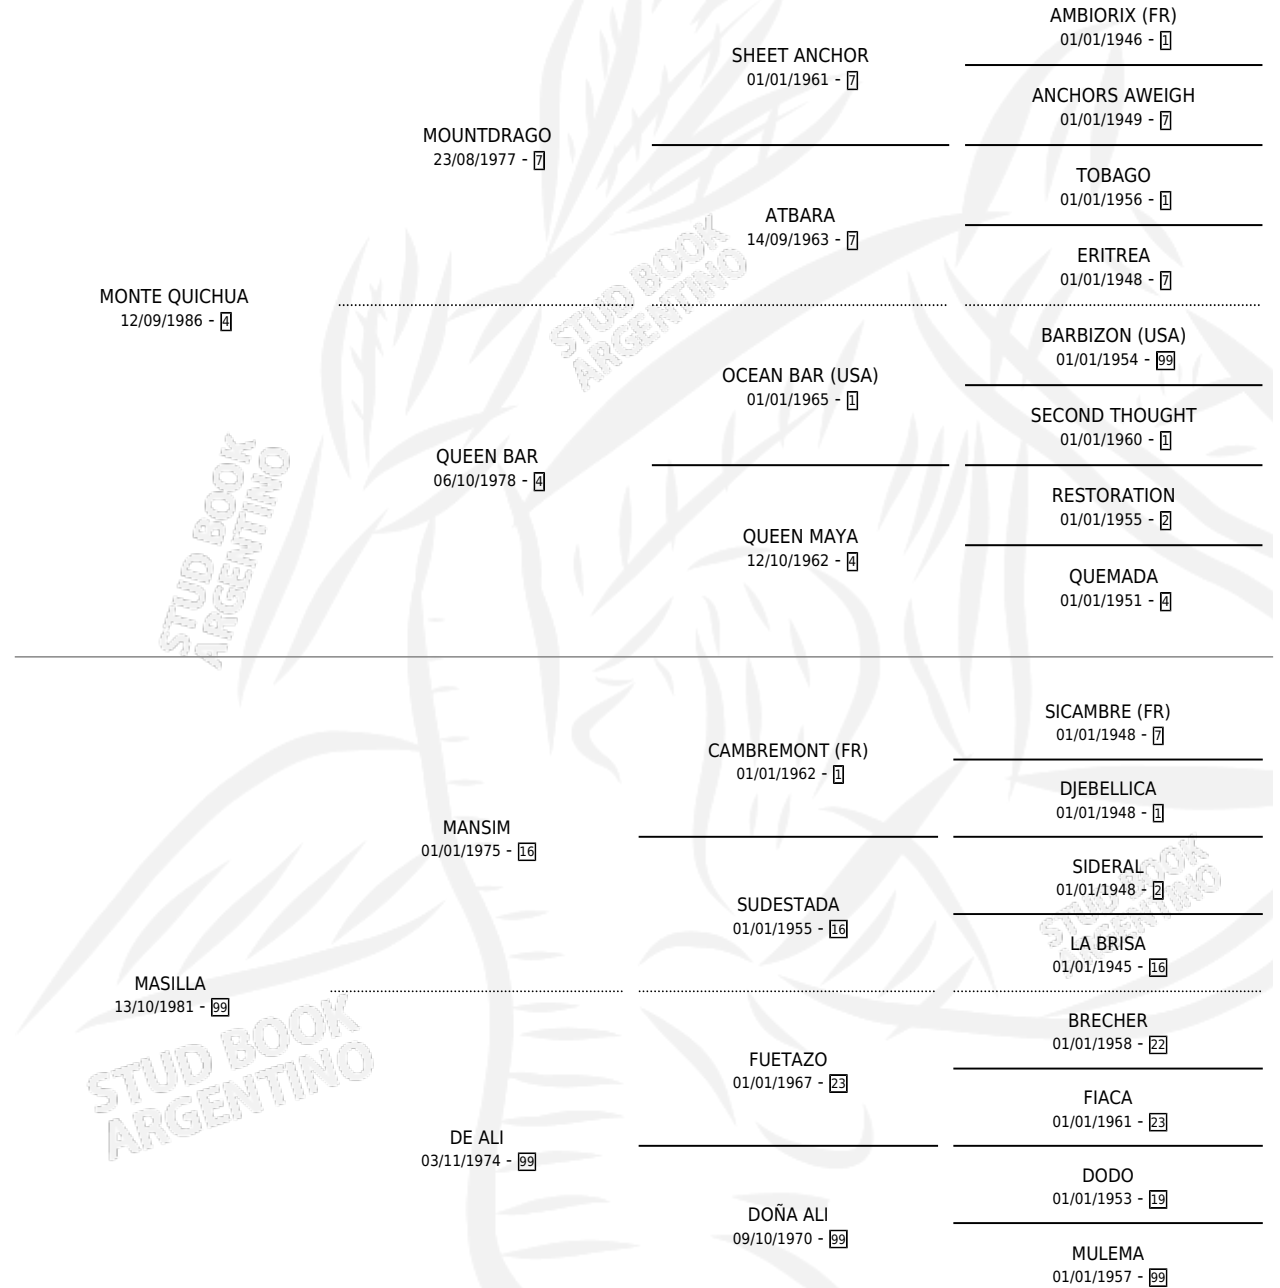 AMBIORIX (FR)
01/01/1946 - 1
SHEET ANCHOR
01/01/1961 - 7
ANCHORS AWEIGH
01/01/1949 - 7
MOUNTDRAGO
23/08/1977 - 7
TOBAGO
01/01/1956 - 1
ATBARA
14/09/1963 - 7
ERITREA
01/01/1948 - 7
MONTE QUICHUA
12/09/1986 - 4
BARBIZON (USA)
01/01/1954 - 99
OCEAN BAR (USA)
01/01/1965 - 1
SECOND THOUGHT
01/01/1960 - 1
QUEEN BAR
06/10/1978 - 4
RESTORATION
01/01/1955 - 2
QUEEN MAYA
12/10/1962 - 4
QUEMADA
01/01/1951 - 4
SICAMBRE (FR)
01/01/1948 - 7
CAMBREMONT (FR)
01/01/1962 - 1
DJEBELLICA
01/01/1948 - 1
MANSIM
01/01/1975 - 16
SIDERAL
01/01/1948 - 2
SUDESTADA
01/01/1955 - 16
LA BRISA
01/01/1945 - 16
MASILLA
13/10/1981 - 99
BRECHER
01/01/1958 - 22
FUETAZO
01/01/1967 - 23
FIACA
01/01/1961 - 23
DE ALI
03/11/1974 - 99
DODO
01/01/1953 - 19
DOÑA ALI
09/10/1970 - 99
MULEMA
01/01/1957 - 99
STUD BOOK
ARGENTINO
STUD BOOK
ARGENTINO
STUD BOOK
ARGENTINO
STUD BOOK
ARGENTINO